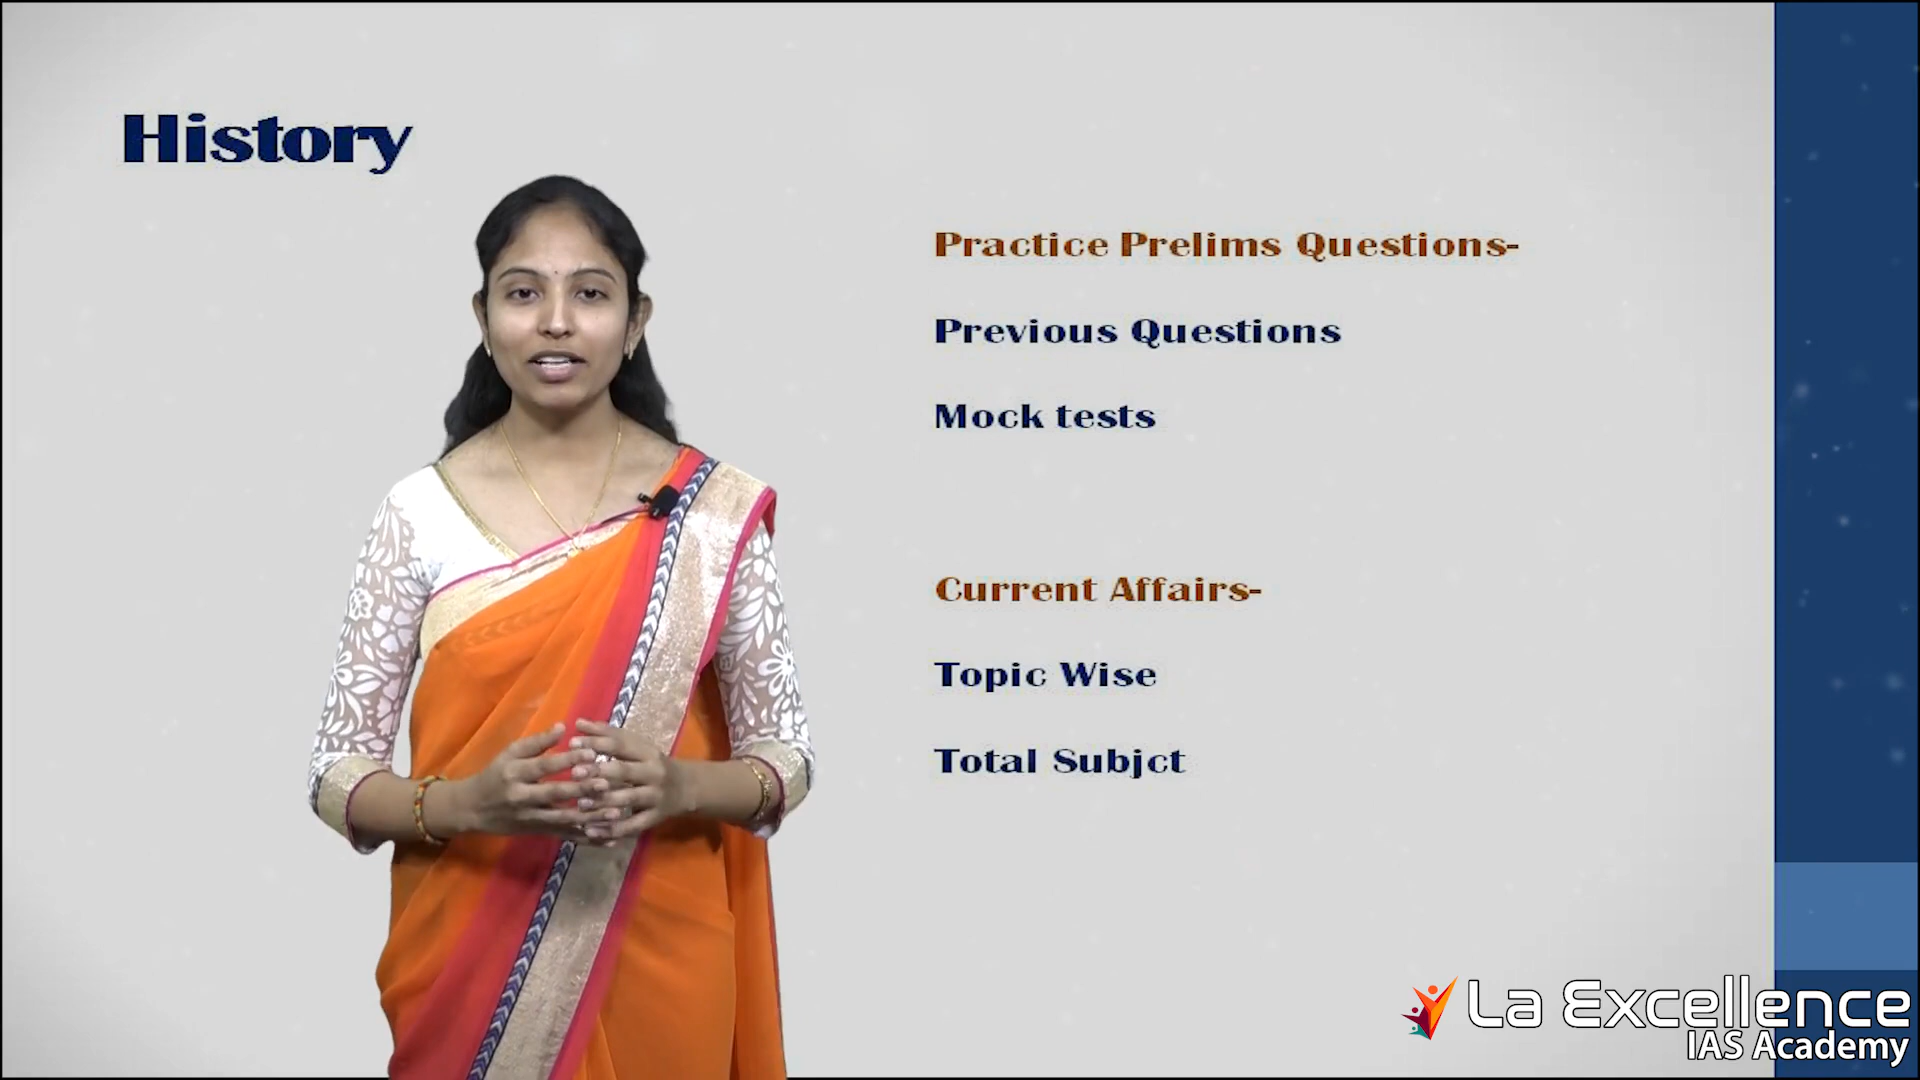 History
Practice Prelims Questions-
Previous Questions
Mock tests
Current Affairs-
Topic Wise
Total Subjct
La Excellence
IAS Academy